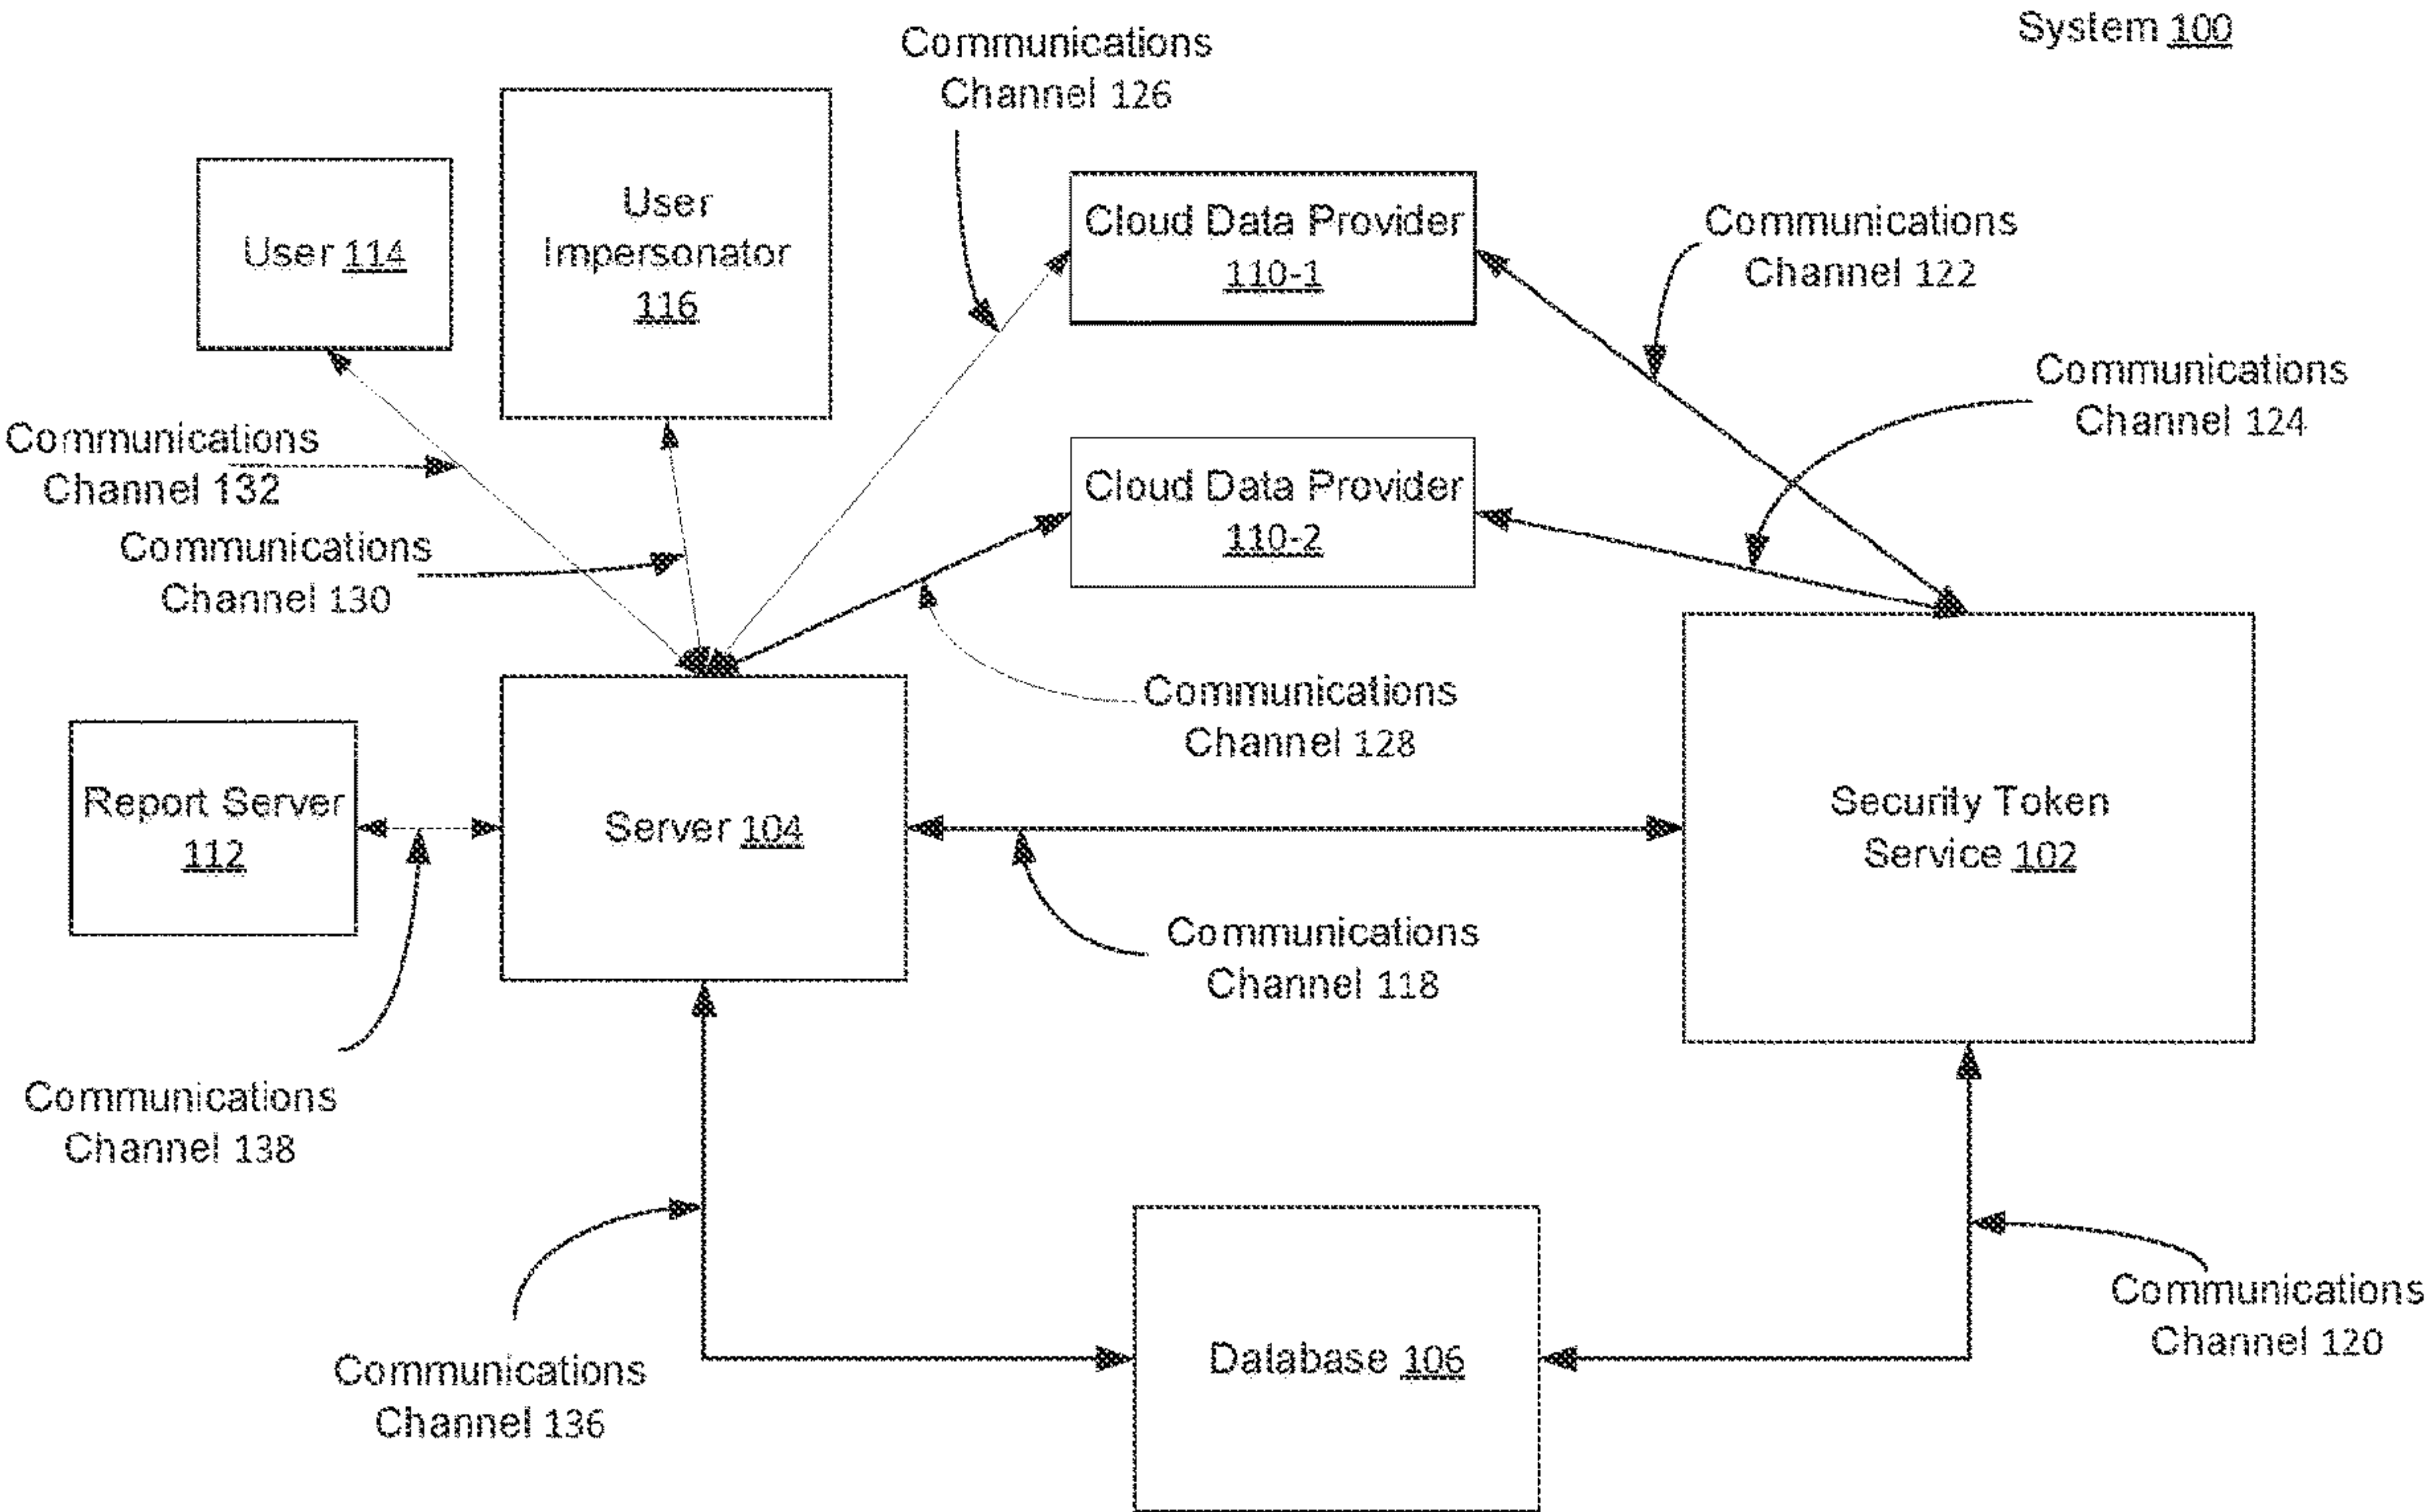 System 100
Communications
Channel 126
User 114
User
Impersonator
116
Cloud Data Provider
110-1
Communications
Channel 122
Communications
Channel 124
Communications
Channel 132
Cloud Data Provider
110-2
Communications
Channel 130
Communications
Channel 128
Report Server
112
Server 104
Security Token
Service 102
Communications
Channel 118
Communications
Channel 138
Communications
Channel 136
Database 106
Communications
Channel 120